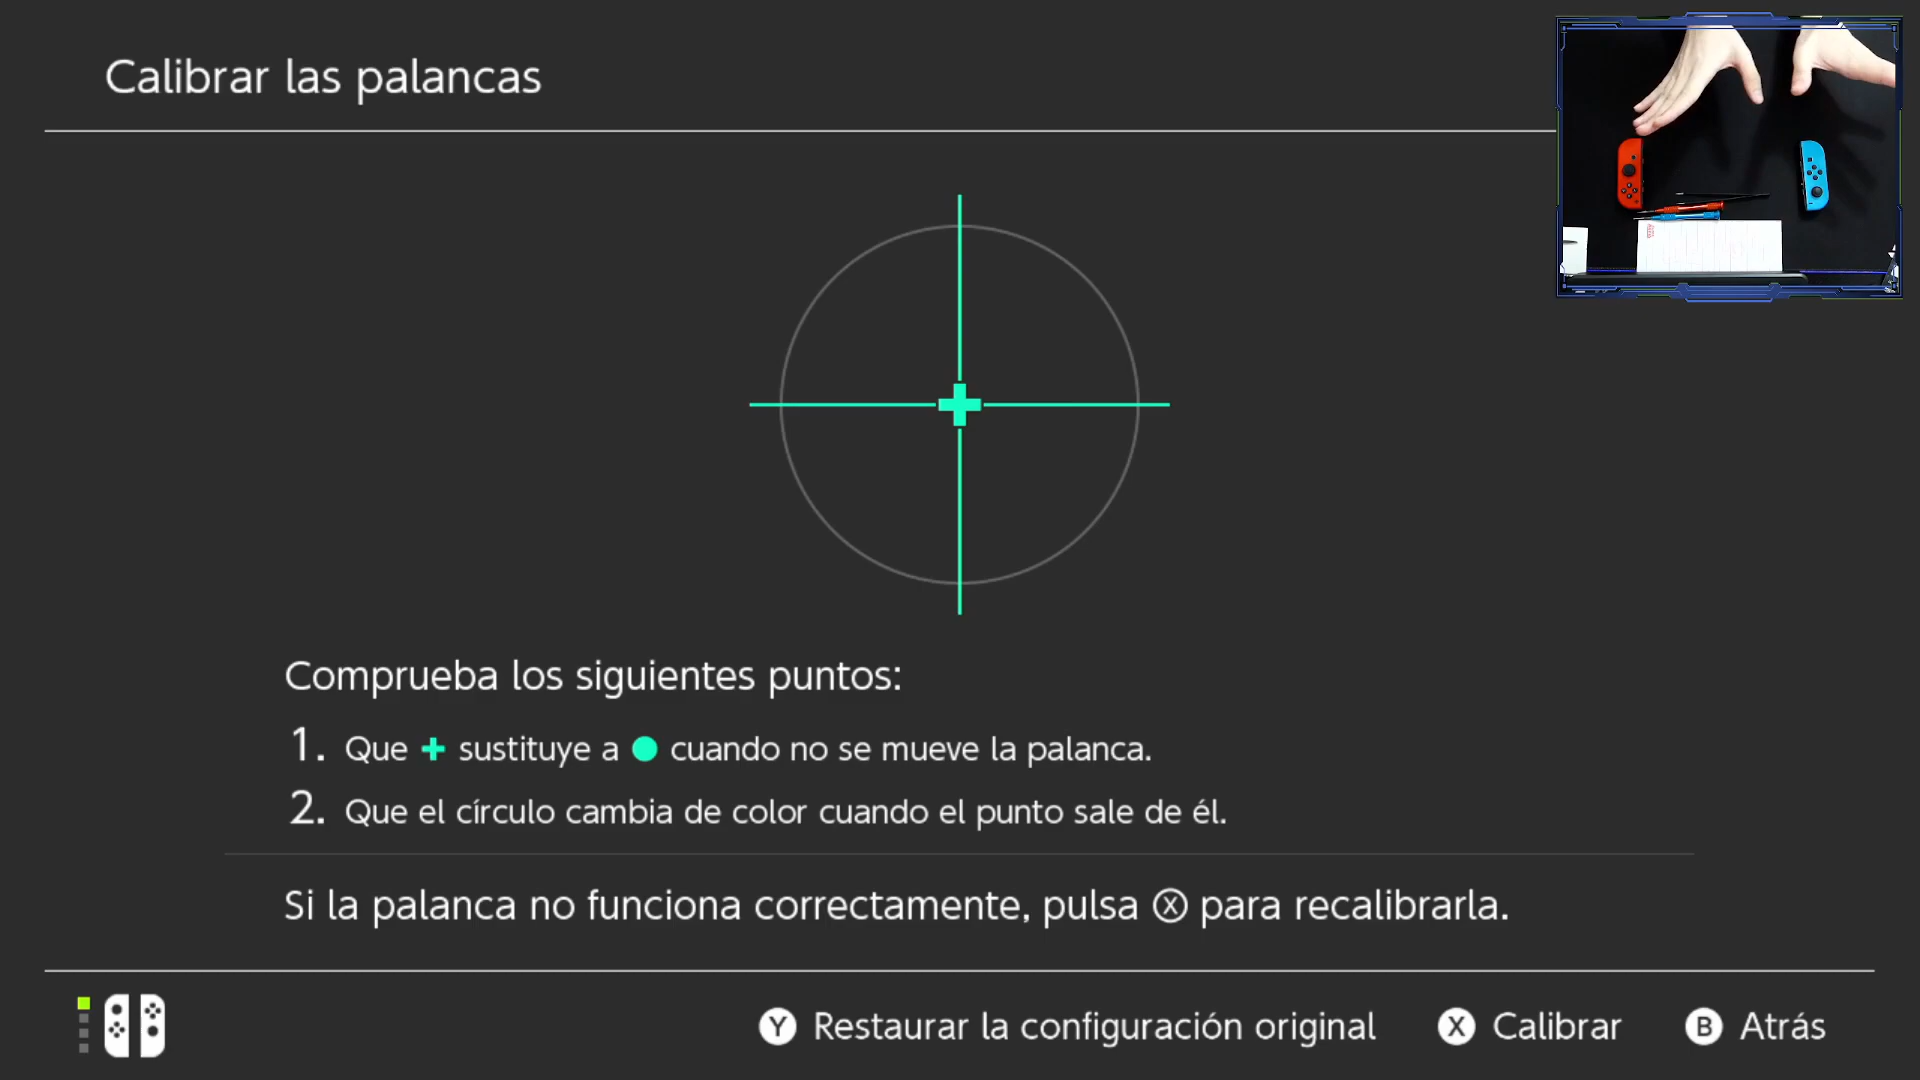 Calibrar las palancas
Comprueba los siguientes puntos:
1. Que + sustituye a ● cuando no se mueve la palanca.
2. Que el círculo cambia de color cuando el punto sale de él.
Si la palanca no funciona correctamente, pulsa Ⓧ para recalibrarla.
Y Restaurar la configuración original X Calibrar B Atrás